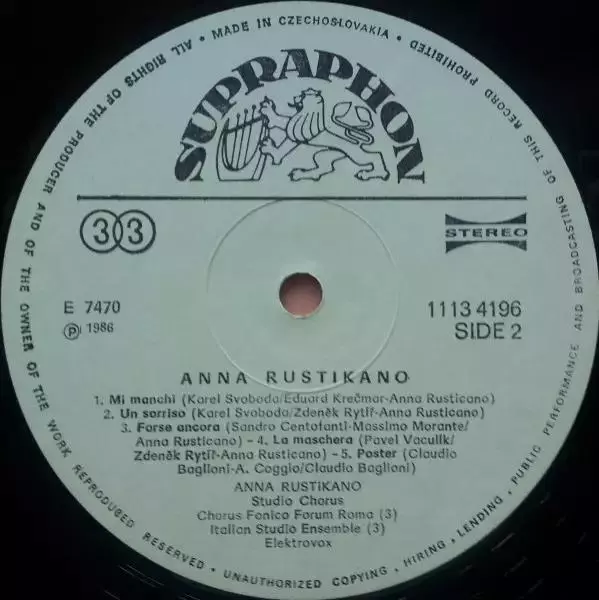 ALL RIGHTS OF THE PRODUCER AND OF THE OWNER OF THE WORK REPRODUCED RESERVED • UNAUTHORIZED COPYING, HIRING, LENDING, PUBLIC PERFORMANCE AND BROADCASTING OF THIS RECORD PROHIBITED • MADE IN CZECHOSLOVAKIA •
SUPRAPHON
33
STEREO
E 7470
℗ 1986
1113 4196
SIDE 2
ANNA RUSTIKANO
1. Mi manchi (Karel Svoboda/Eduard Krečmar-Anna Rusticano)
2. Un sorriso (Karel Svoboda/Zdeněk Rytíř-Anna Rusticano)
3. Forse ancora (Sandro Centofanti-Massimo Morante/
Anna Rusticano) – 4. La maschera (Pavel Vaculík/
Zdeněk Rytíř-Anna Rusticano) – 5. Poster (Claudio
Baglioni-A. Coggio/Claudio Baglioni)
ANNA RUSTIKANO
Studio Chorus
Chorus Fonico Forum Roma (3)
Italian Studio Ensemble (3)
Elektrovox